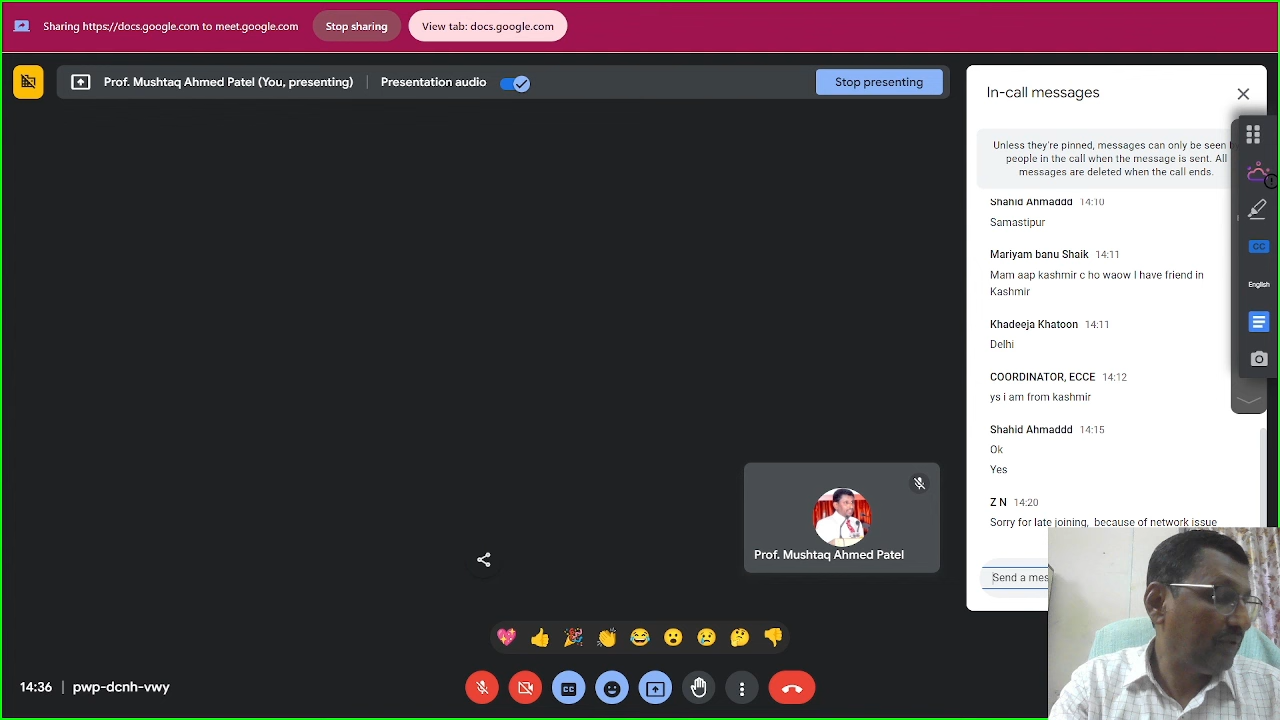 Sharing https://docs.google.com to meet.google.com
Stop sharing
View tab: docs.google.com
Prof. Mushtaq Ahmed Patel (You, presenting)
Presentation audio
Stop presenting
In-call messages
Unless they're pinned, messages can only be seen
people in the call when the message is sent. All
messages are deleted when the call ends.
Shahid Ahmaddd 14:10
Samastipur
Mariyam banu Shaik 14:11
Mam aap kashmir c ho waow I have friend in
Kashmir
Khadeeja Khatoon 14:11
Delhi
COORDINATOR, ECCE 14:12
ys i am from kashmir
Shahid Ahmaddd 14:15
Ok
Yes
Z N 14:20
Sorry for late joining, because of network issue
Send a mes
CC
English
Prof. Mushtaq Ahmed Patel
14:36 | pwp-dcnh-vwy
CC